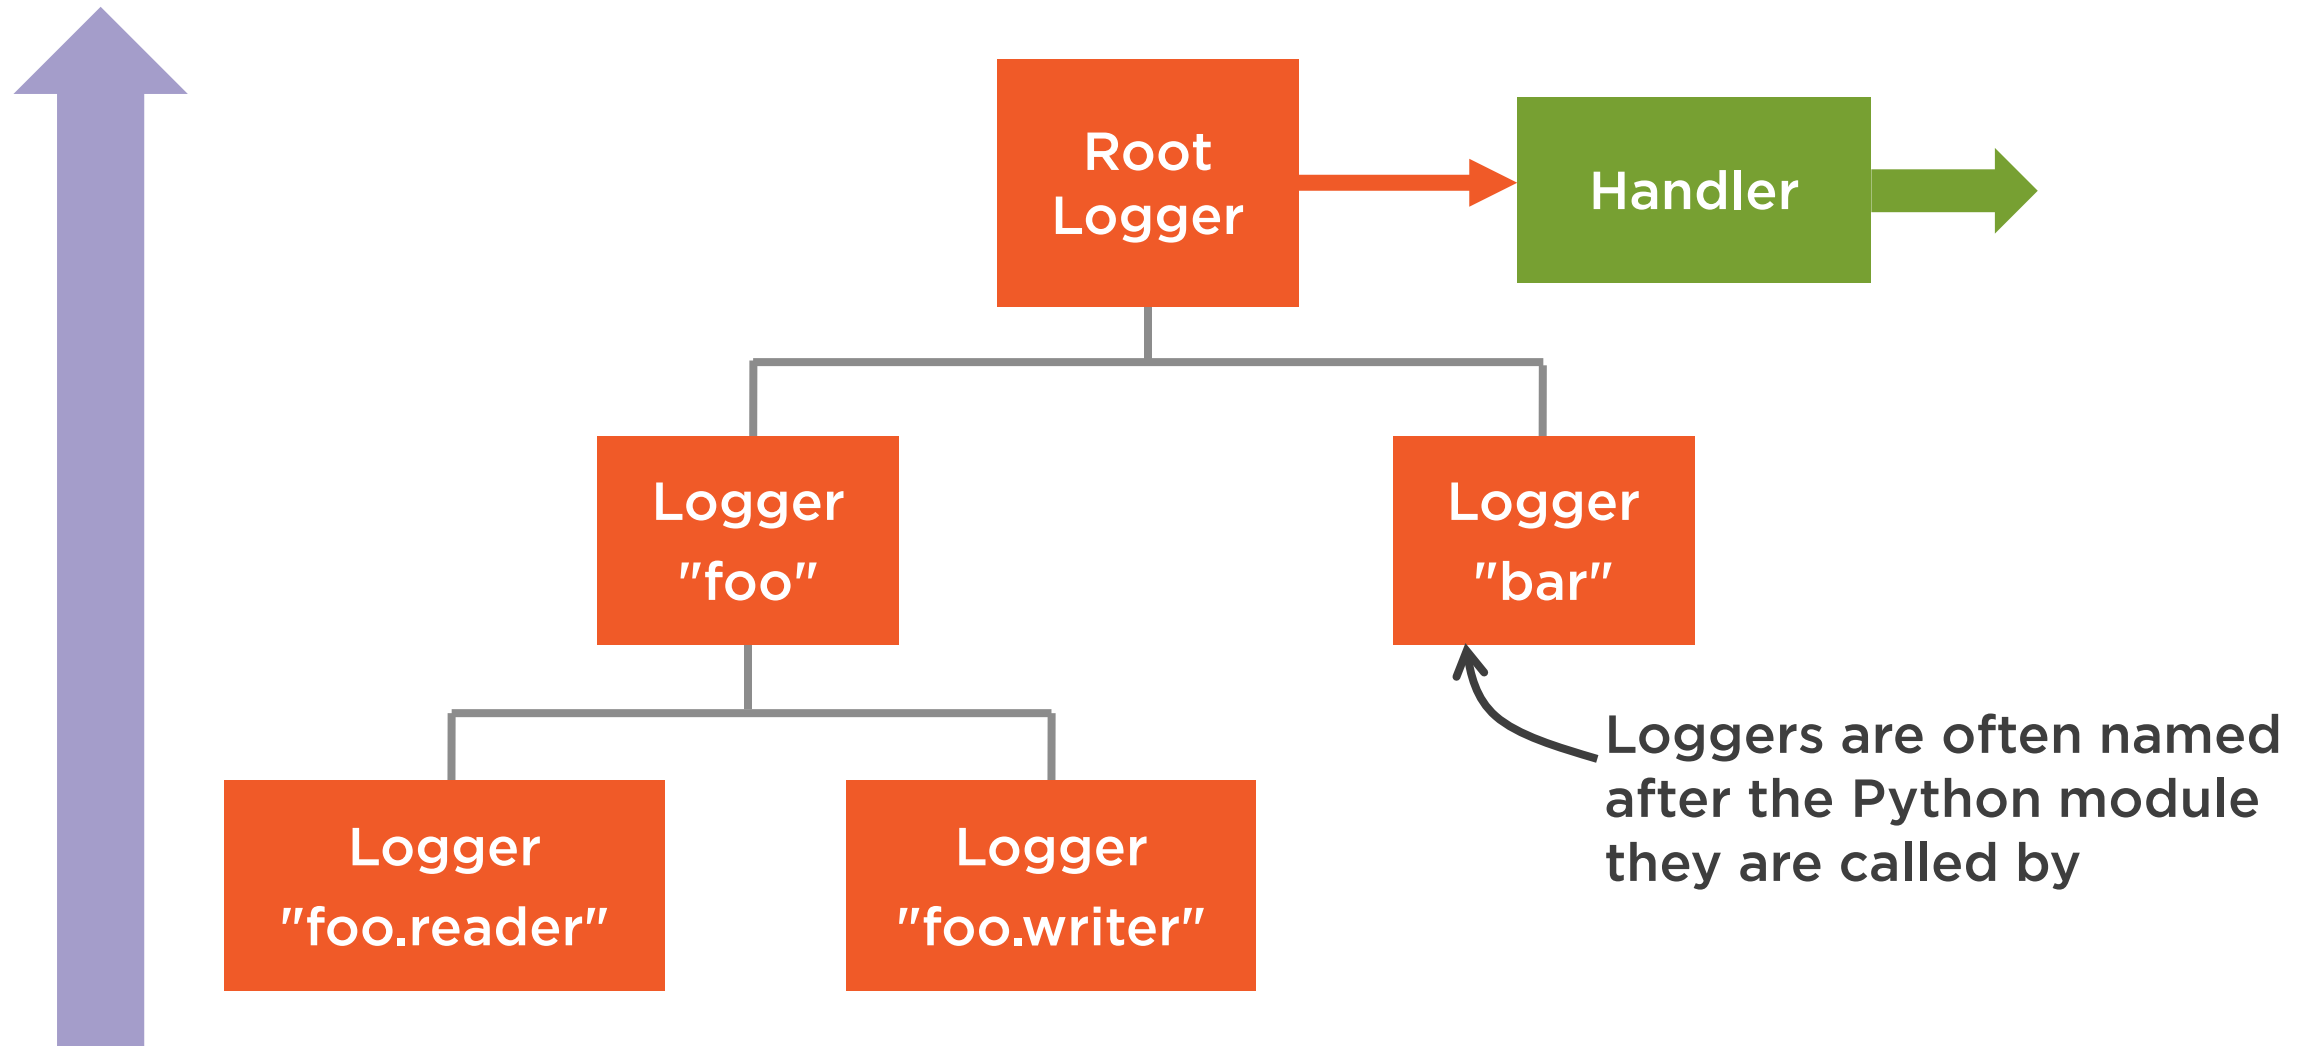 Root
Logger
Handler
Logger
"foo"
Logger
"bar"
Loggers are often named
after the Python module
they are called by
Logger
"foo.reader"
Logger
"foo.writer"